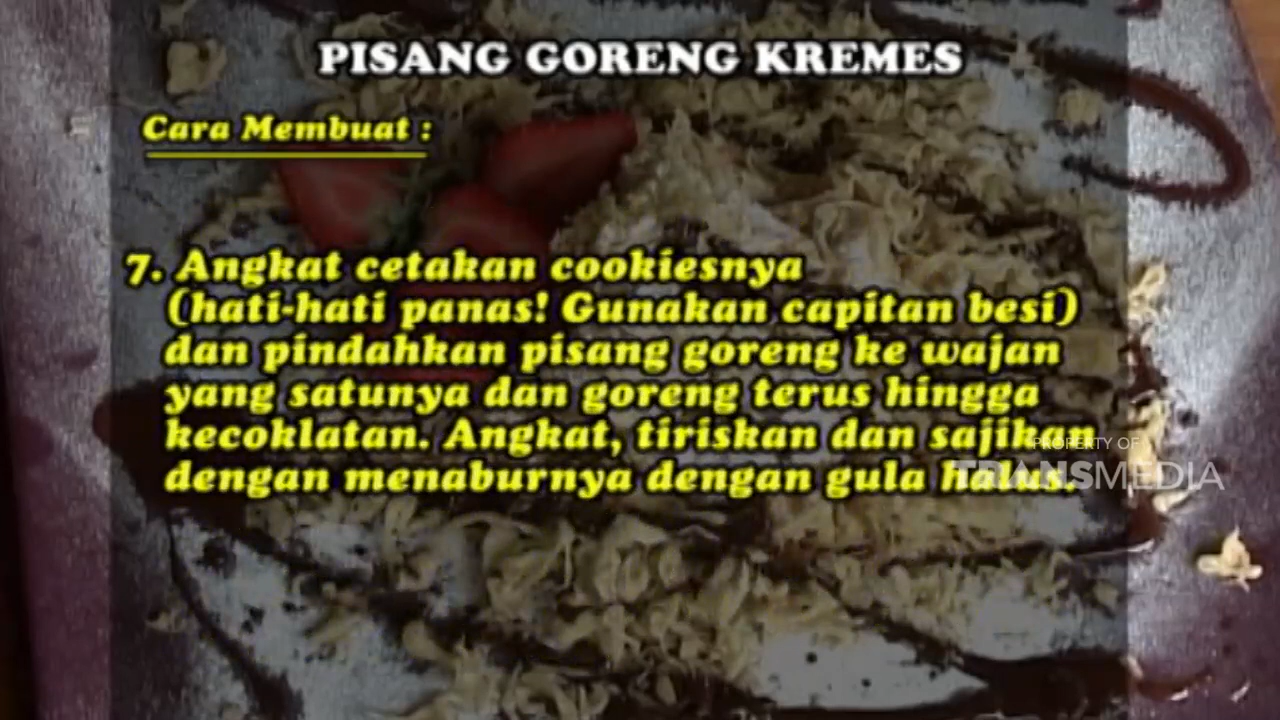 PISANG GORENG KREMES
Cara Membuat :
7. Angkat cetakan cookiesnya
(hati-hati panas! Gunakan capitan besi)
dan pindahkan pisang goreng ke wajan
yang satunya dan goreng terus hingga
kecoklatan. Angkat, tiriskan dan sajikan
dengan menaburnya dengan gula halus.
PROPERTY OF
TRANSMEDIA